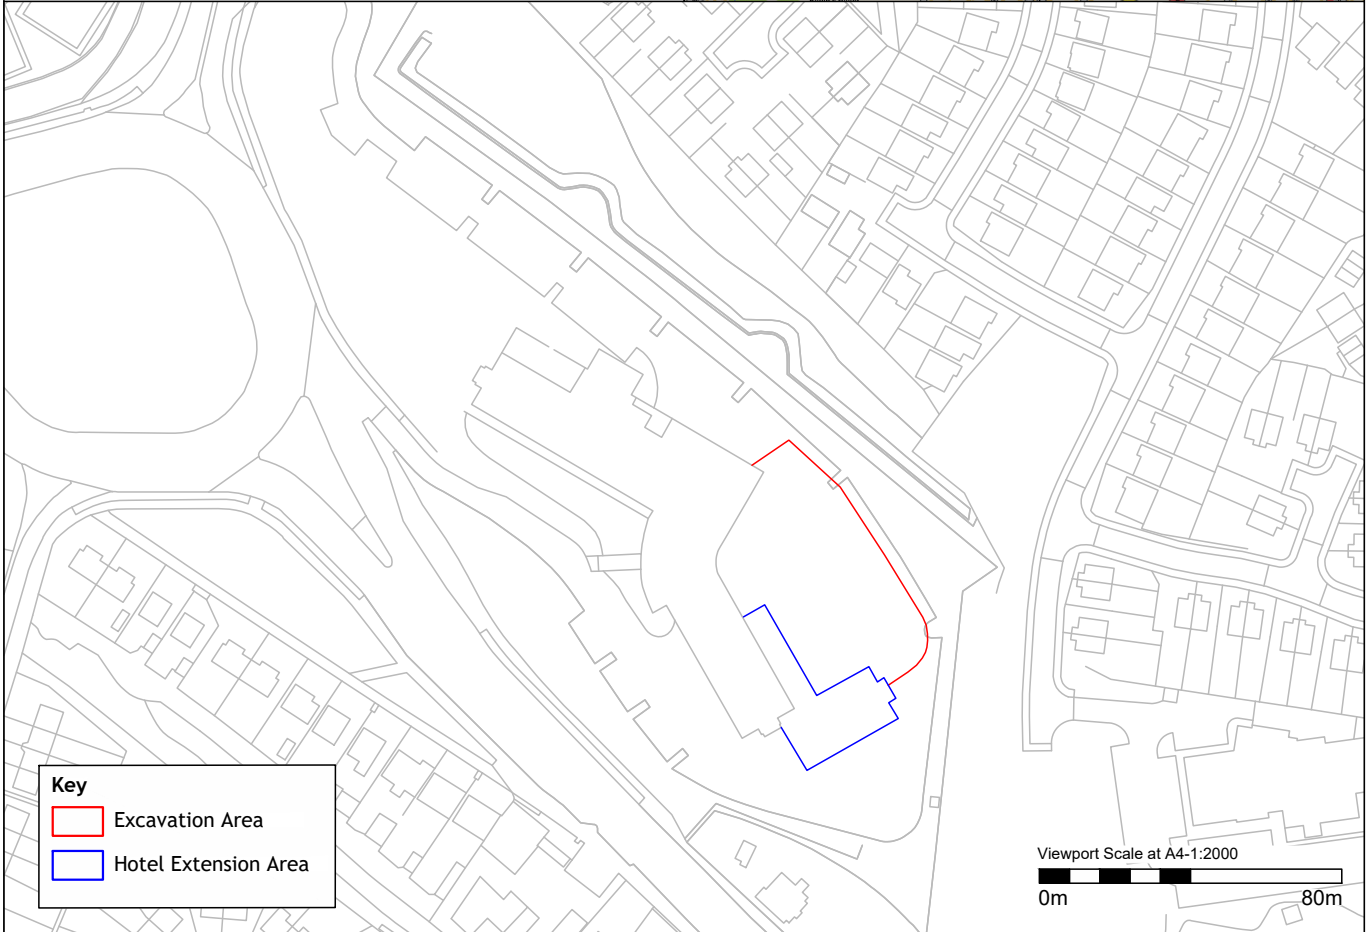 Key
Excavation Area
Hotel Extension Area
Viewport Scale at A4-1:2000
0m 80m